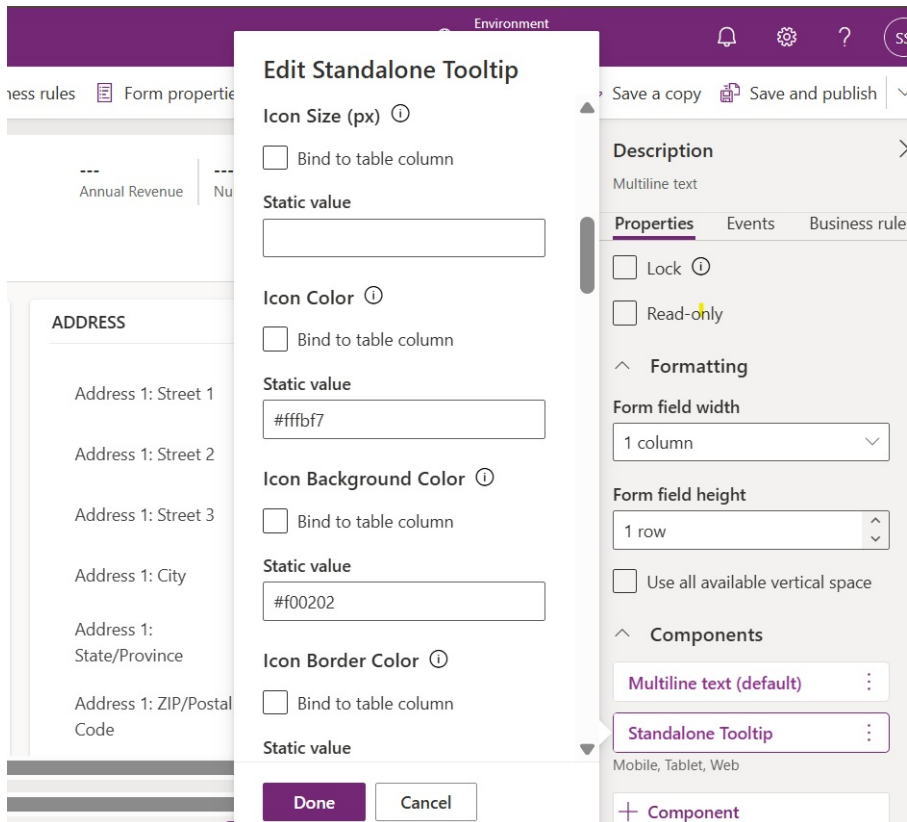 Environment
SS
ness rules
Form propertie
Save a copy
Save and publish
---
Annual Revenue
---
Nu
ADDRESS
Address 1: Street 1
Address 1: Street 2
Address 1: Street 3
Address 1: City
Address 1:
State/Province
Address 1: ZIP/Postal
Code
Edit Standalone Tooltip
Icon Size (px)
Bind to table column
Static value
Icon Color
Bind to table column
Static value
#fffbf7
Icon Background Color
Bind to table column
Static value
#f00202
Icon Border Color
Bind to table column
Static value
Done
Cancel
Description
Multiline text
Properties
Events
Business rule
Lock
Read-only
Formatting
Form field width
1 column
Form field height
1 row
Use all available vertical space
Components
Multiline text (default)
Standalone Tooltip
Mobile, Tablet, Web
Component